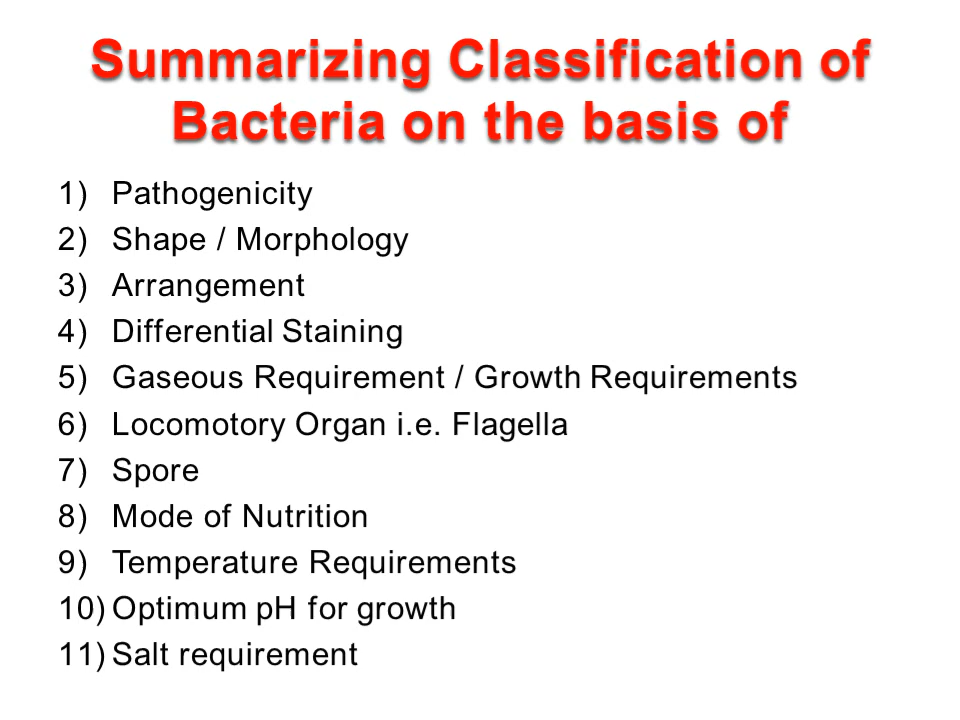 Summarizing Classification of
Bacteria on the basis of
1) Pathogenicity
2) Shape / Morphology
3) Arrangement
4) Differential Staining
5) Gaseous Requirement / Growth Requirements
6) Locomotory Organ i.e. Flagella
7) Spore
8) Mode of Nutrition
9) Temperature Requirements
10) Optimum pH for growth
11) Salt requirement